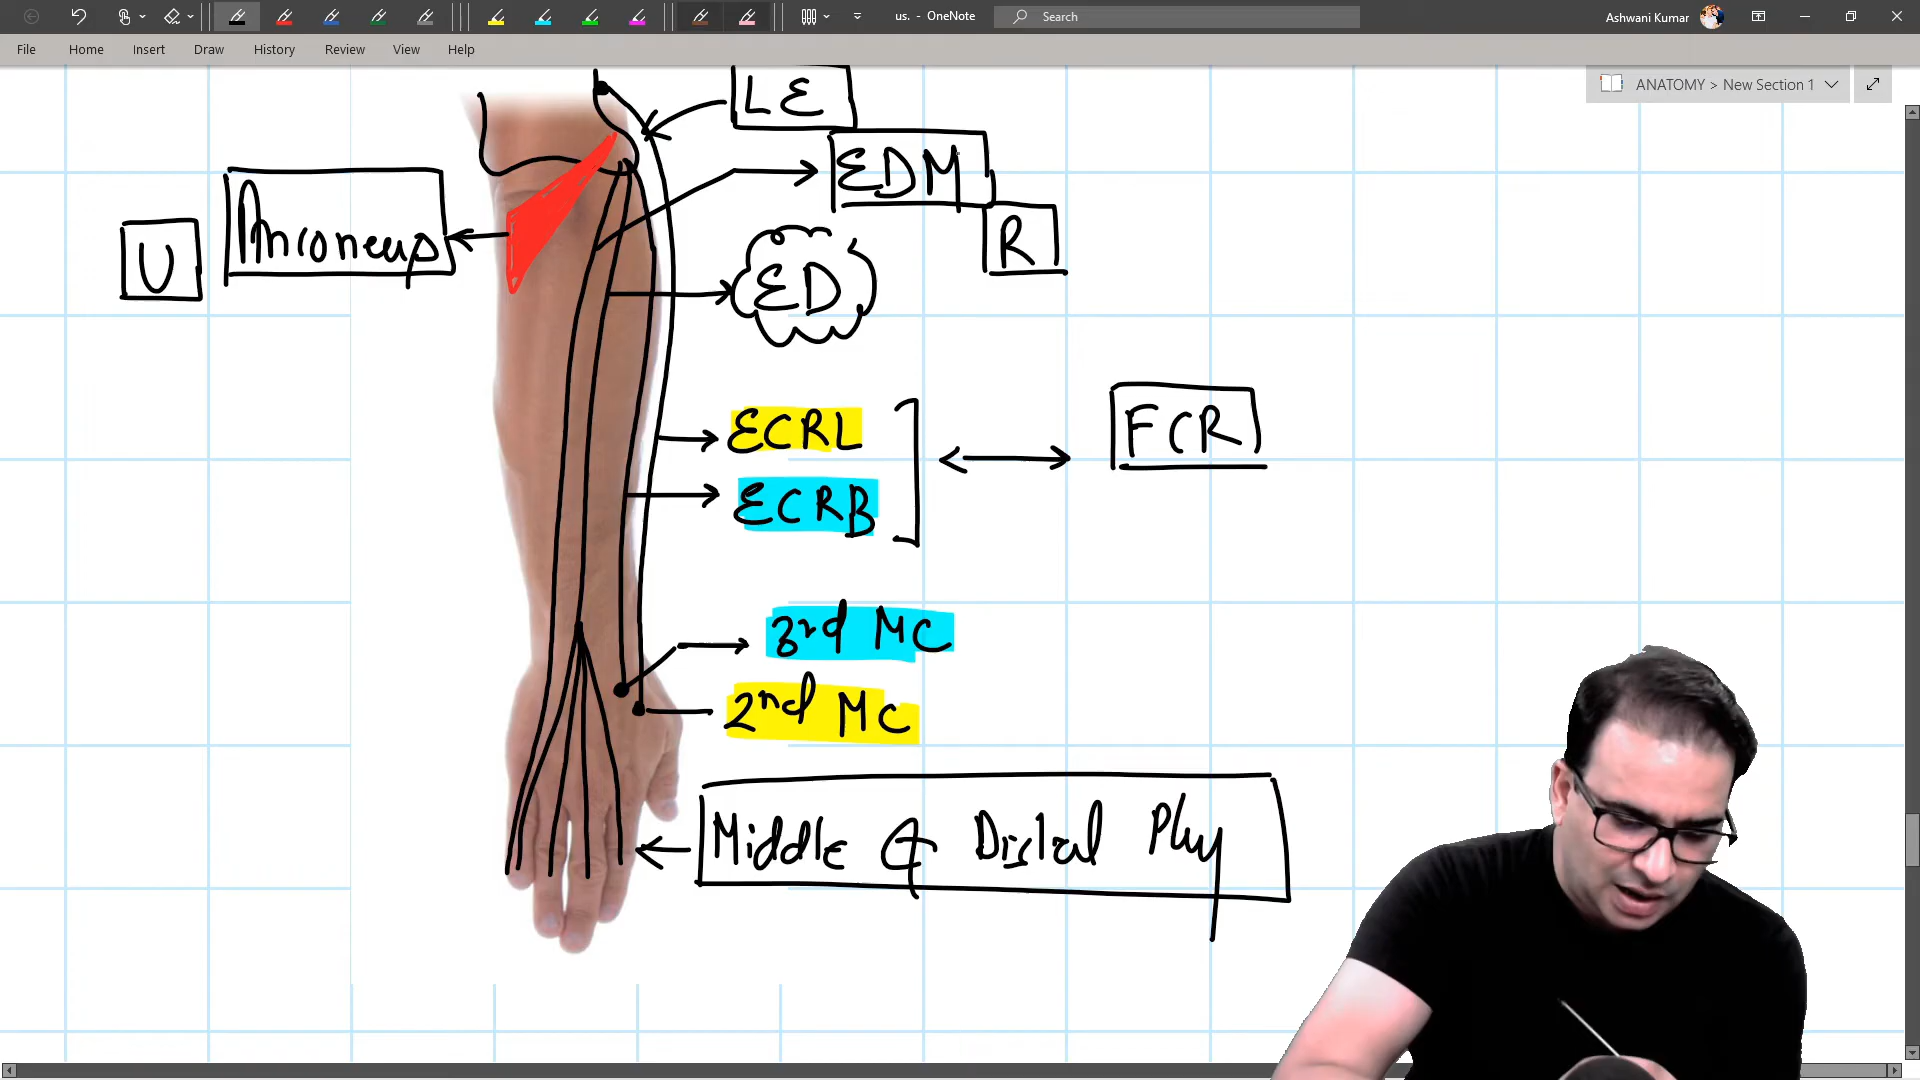 us. - OneNote
Search
Ashwani Kumar
File Home Insert Draw History Review View Help
ANATOMY > New Section 1
LE
EDM
R
U
Anconeus
ED
ECRL
ECRB
FCR
3rd MC
2nd MC
Middle & Distal Phy